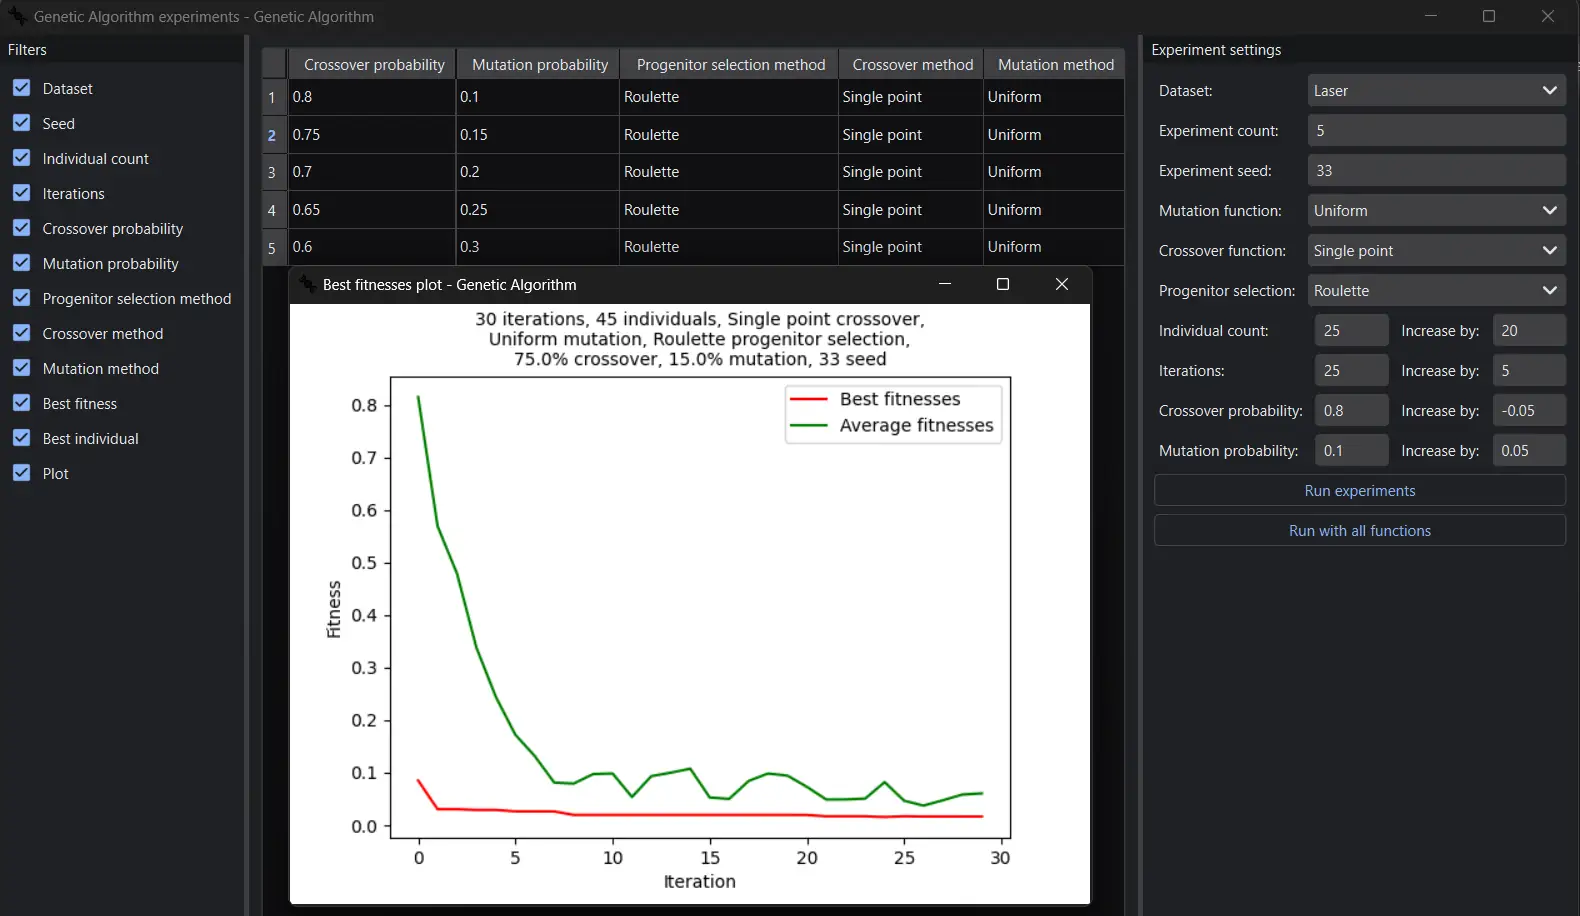 Genetic Algorithm experiments - Genetic Algorithm
Filters
Dataset
Seed
Individual count
Iterations
Crossover probability
Mutation probability
Progenitor selection method
Crossover method
Mutation method
Best fitness
Best individual
Plot
Crossover probability Mutation probability Progenitor selection method Crossover method Mutation method
1 0.8 0.1 Roulette Single point Uniform
2 0.75 0.15 Roulette Single point Uniform
3 0.7 0.2 Roulette Single point Uniform
4 0.65 0.25 Roulette Single point Uniform
5 0.6 0.3 Roulette Single point Uniform
Best fitnesses plot - Genetic Algorithm
30 iterations, 45 individuals, Single point crossover,
Uniform mutation, Roulette progenitor selection,
75.0% crossover, 15.0% mutation, 33 seed
Best fitnesses
Average fitnesses
Fitness
0.8
0.7
0.6
0.5
0.4
0.3
0.2
0.1
0.0
0 5 10 15 20 25 30
Iteration
Experiment settings
Dataset: Laser
Experiment count: 5
Experiment seed: 33
Mutation function: Uniform
Crossover function: Single point
Progenitor selection: Roulette
Individual count: 25 Increase by: 20
Iterations: 25 Increase by: 5
Crossover probability: 0.8 Increase by: -0.05
Mutation probability: 0.1 Increase by: 0.05
Run experiments
Run with all functions